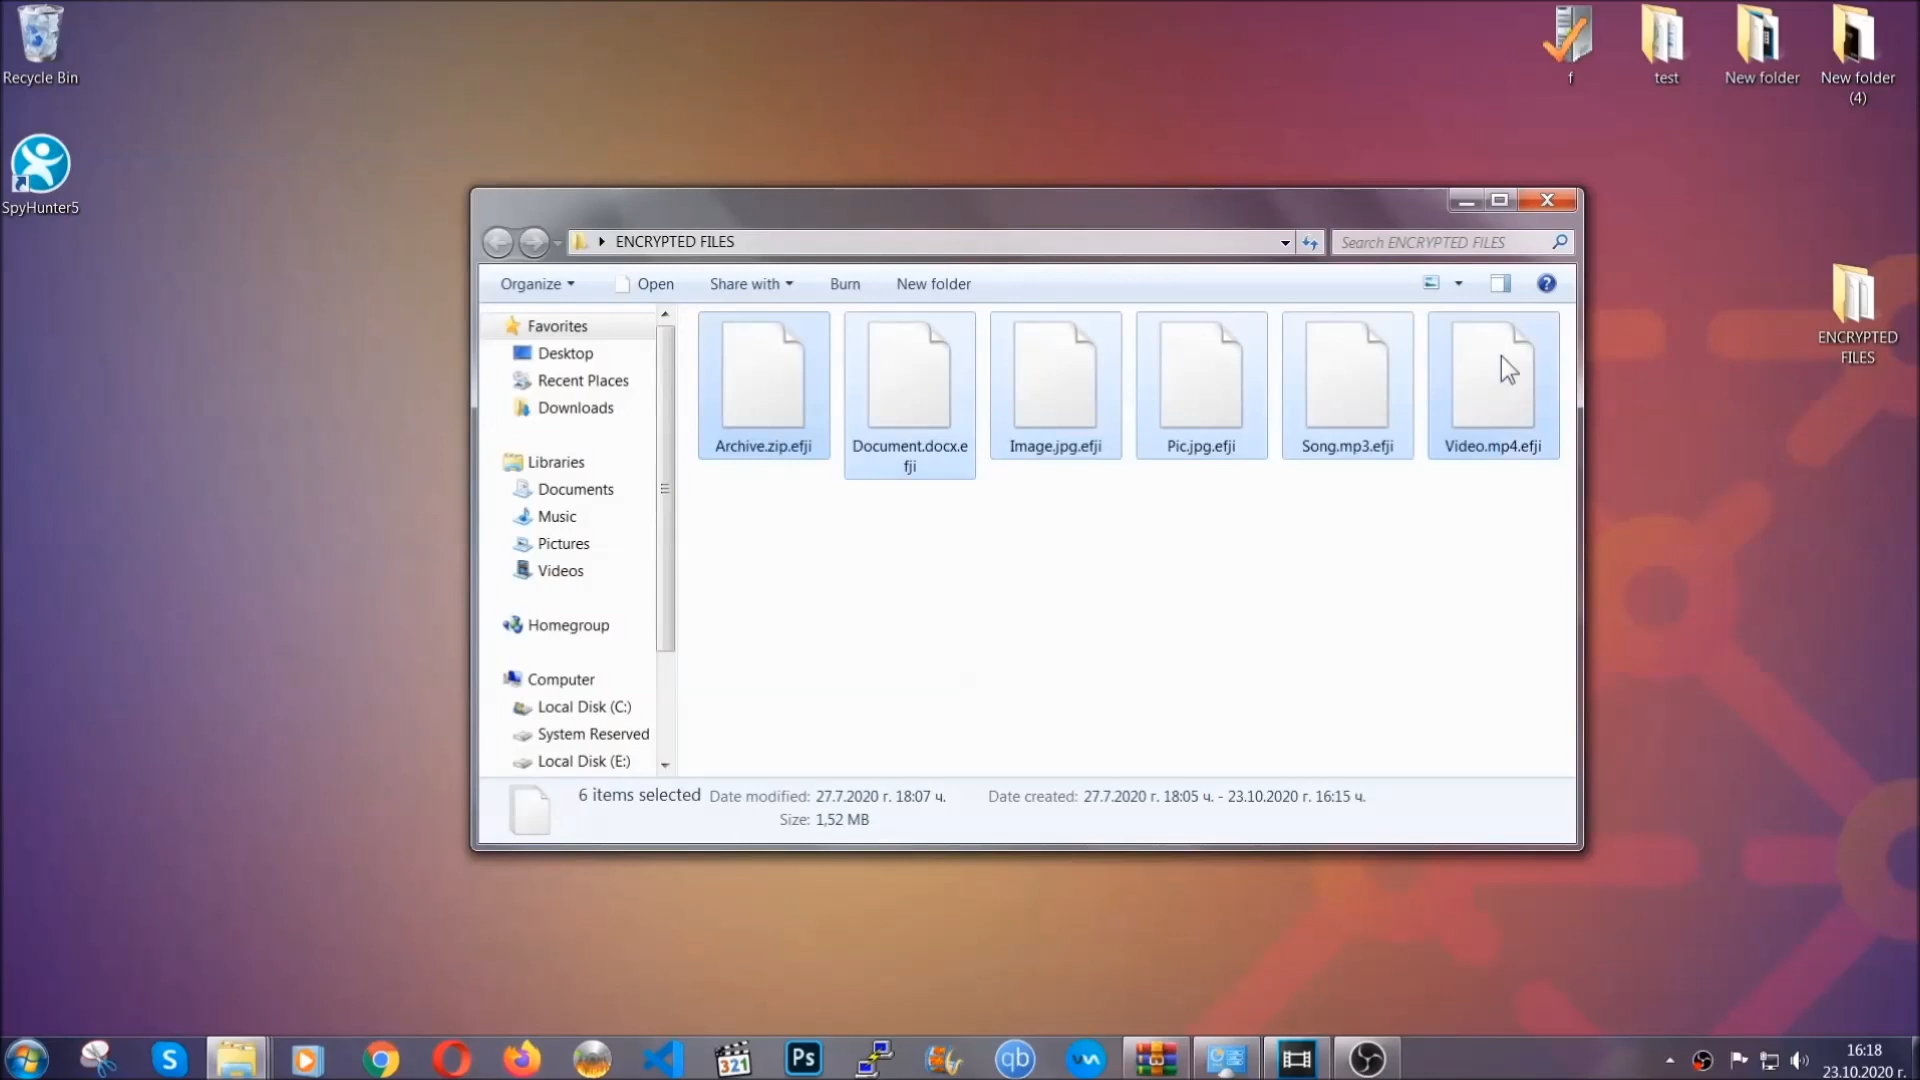 Recycle Bin
SpyHunter5
f
test
New folder
New folder
(4)
ENCRYPTED
FILES
ENCRYPTED FILES
Search ENCRYPTED FILES
Organize
Open
Share with
Burn
New folder
Favorites
Desktop
Recent Places
Downloads
Libraries
Documents
Music
Pictures
Videos
Homegroup
Computer
Local Disk (C:)
System Reserved
Local Disk (E:)
Archive.zip.efji
Document.docx.e
fji
Image.jpg.efji
Pic.jpg.efji
Song.mp3.efji
Video.mp4.efji
6 items selected
Date modified: 27.7.2020 г. 18:07 ч.
Date created: 27.7.2020 г. 18:05 ч. - 23.10.2020 г. 16:15 ч.
Size: 1,52 MB
S
321
Ps
qb
16:18
23.10.2020 г.